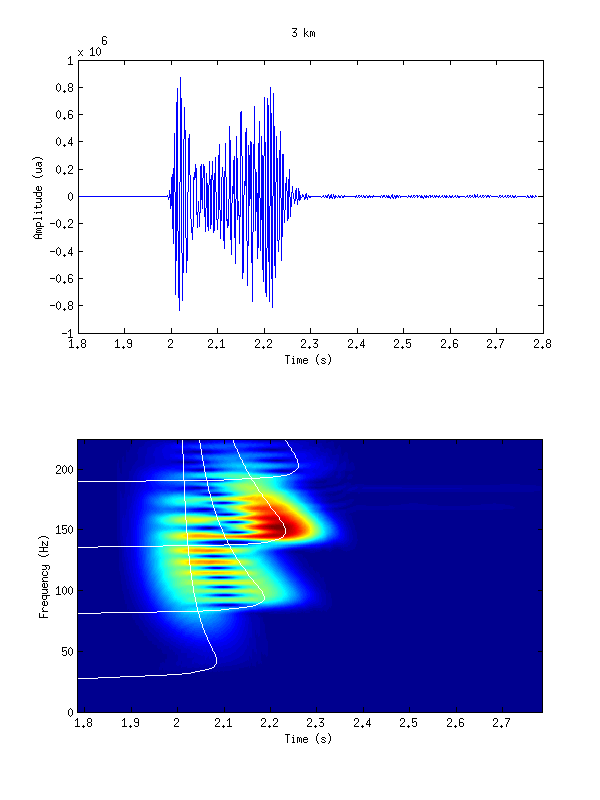 3 km
x 10^6
1
0.8
0.6
0.4
0.2
0
-0.2
-0.4
-0.6
-0.8
-1
Amplitude (ua)
1.8 1.9 2 2.1 2.2 2.3 2.4 2.5 2.6 2.7 2.8
Time (s)
200
150
100
50
0
Frequency (Hz)
1.8 1.9 2 2.1 2.2 2.3 2.4 2.5 2.6 2.7
Time (s)